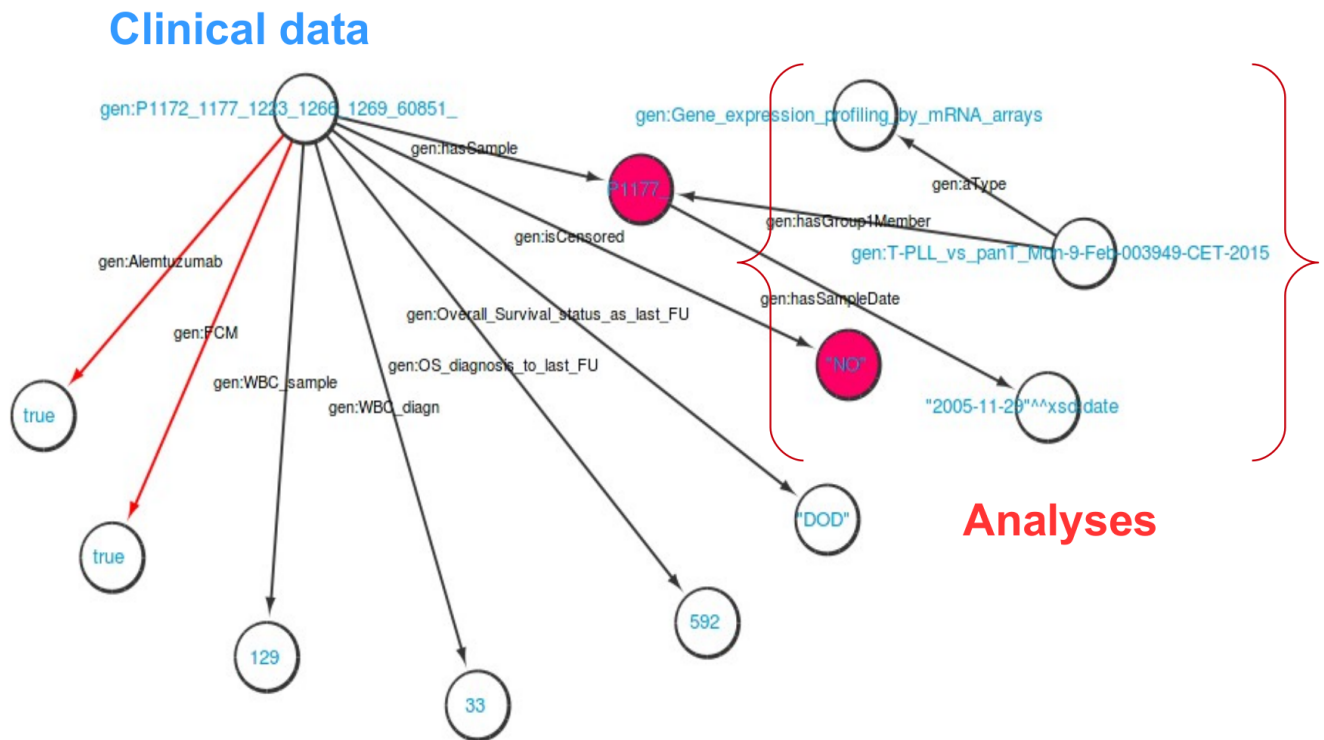 Clinical data
gen:P1172_1177_1223_1266_1269_60851_
gen:Gene_expression_profiling_by_mRNA_arrays
gen:hasSample
gen:aType
P1177_
gen:hasGroup1Member
gen:isCensored
gen:T-PLL_vs_panT_Mon-9-Feb-003949-CET-2015
gen:Alemtuzumab
gen:hasSampleDate
gen:Overall_Survival_status_as_last_FU
gen:FCM
gen:OS_diagnosis_to_last_FU
"NO"
gen:WBC_sample
gen:WBC_diagn
"2005-11-29"^^xsd:date
true
"DOD"
Analyses
true
592
129
33